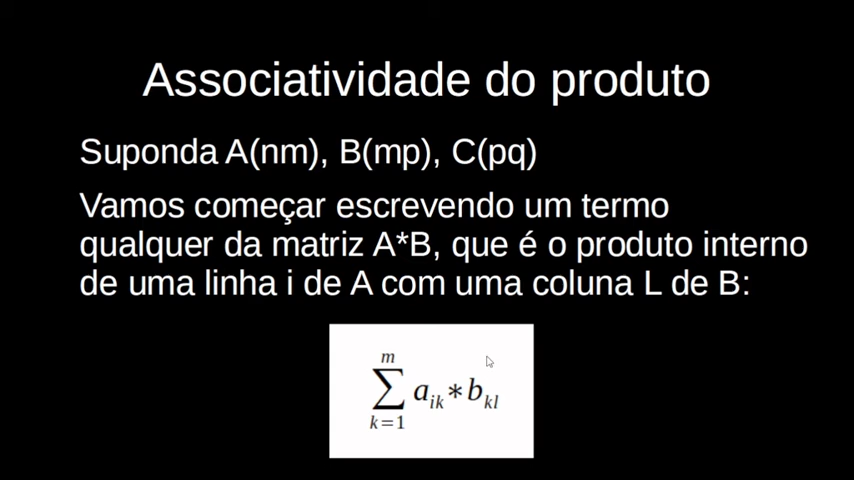 Associatividade do produto
Suponda A(nm), B(mp), C(pq)
Vamos começar escrevendo um termo
qualquer da matriz A*B, que é o produto interno
de uma linha i de A com uma coluna L de B:
m
∑ a_ik * b_kl
k=1